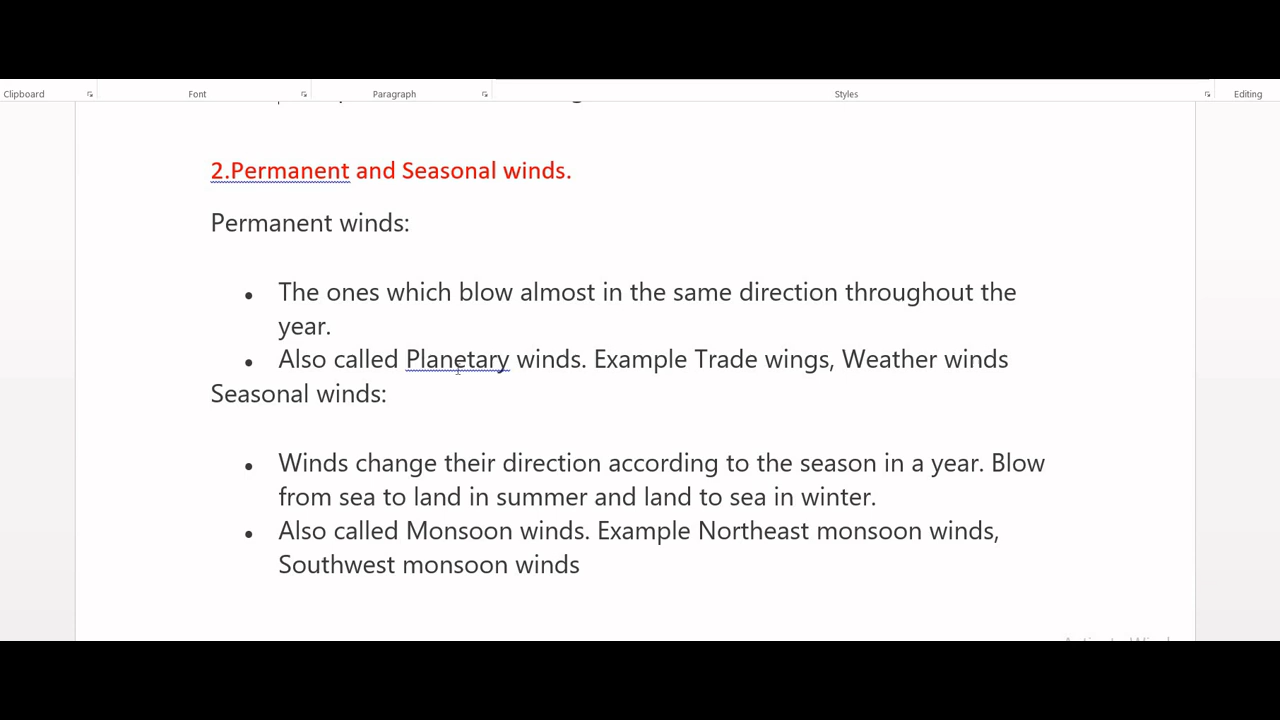 Clipboard Font Paragraph Styles Editing
2.Permanent and Seasonal winds.
Permanent winds:
• The ones which blow almost in the same direction throughout the
year.
• Also called Planetary winds. Example Trade wings, Weather winds
Seasonal winds:
• Winds change their direction according to the season in a year. Blow
from sea to land in summer and land to sea in winter.
• Also called Monsoon winds. Example Northeast monsoon winds,
Southwest monsoon winds